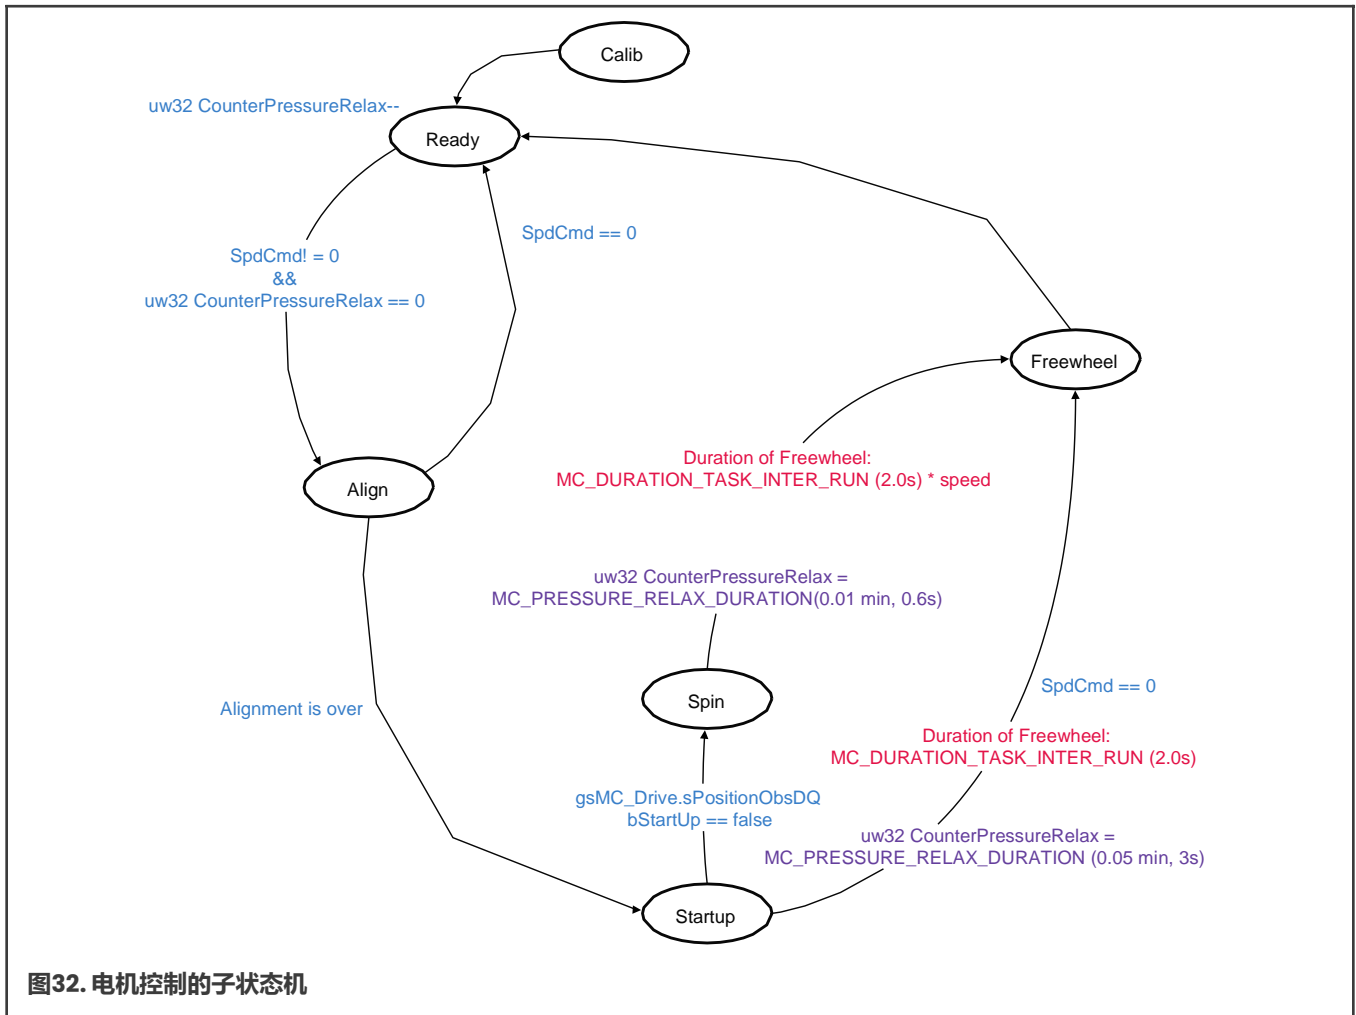 Calib
uw32 CounterPressureRelax--
Ready
SpdCmd == 0
SpdCmd! = 0
&&
uw32 CounterPressureRelax == 0
Freewheel
Duration of Freewheel:
MC_DURATION_TASK_INTER_RUN (2.0s) * speed
Align
uw32 CounterPressureRelax =
MC_PRESSURE_RELAX_DURATION(0.01 min, 0.6s)
SpdCmd == 0
Spin
Alignment is over
Duration of Freewheel:
MC_DURATION_TASK_INTER_RUN (2.0s)
gsMC_Drive.sPositionObsDQ
bStartUp == false
uw32 CounterPressureRelax =
MC_PRESSURE_RELAX_DURATION (0.05 min, 3s)
Startup
图32. 电机控制的子状态机